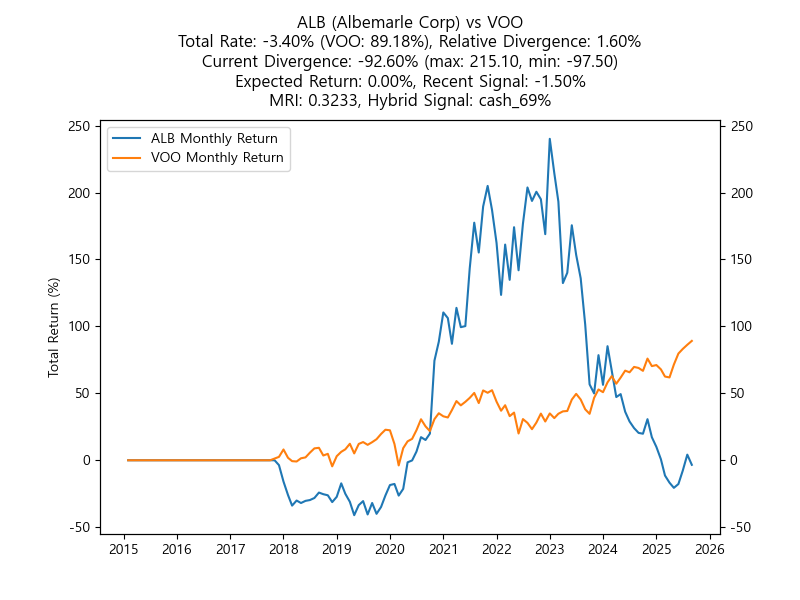 ALB (Albemarle Corp) vs VOO
Total Rate: -3.40% (VOO: 89.18%), Relative Divergence: 1.60%
Current Divergence: -92.60% (max: 215.10, min: -97.50)
Expected Return: 0.00%, Recent Signal: -1.50%
MRI: 0.3233, Hybrid Signal: cash_69%
ALB Monthly Return
VOO Monthly Return
Total Return (%)
250
200
150
100
50
0
-50
250
200
150
100
50
0
-50
2015 2016 2017 2018 2019 2020 2021 2022 2023 2024 2025 2026